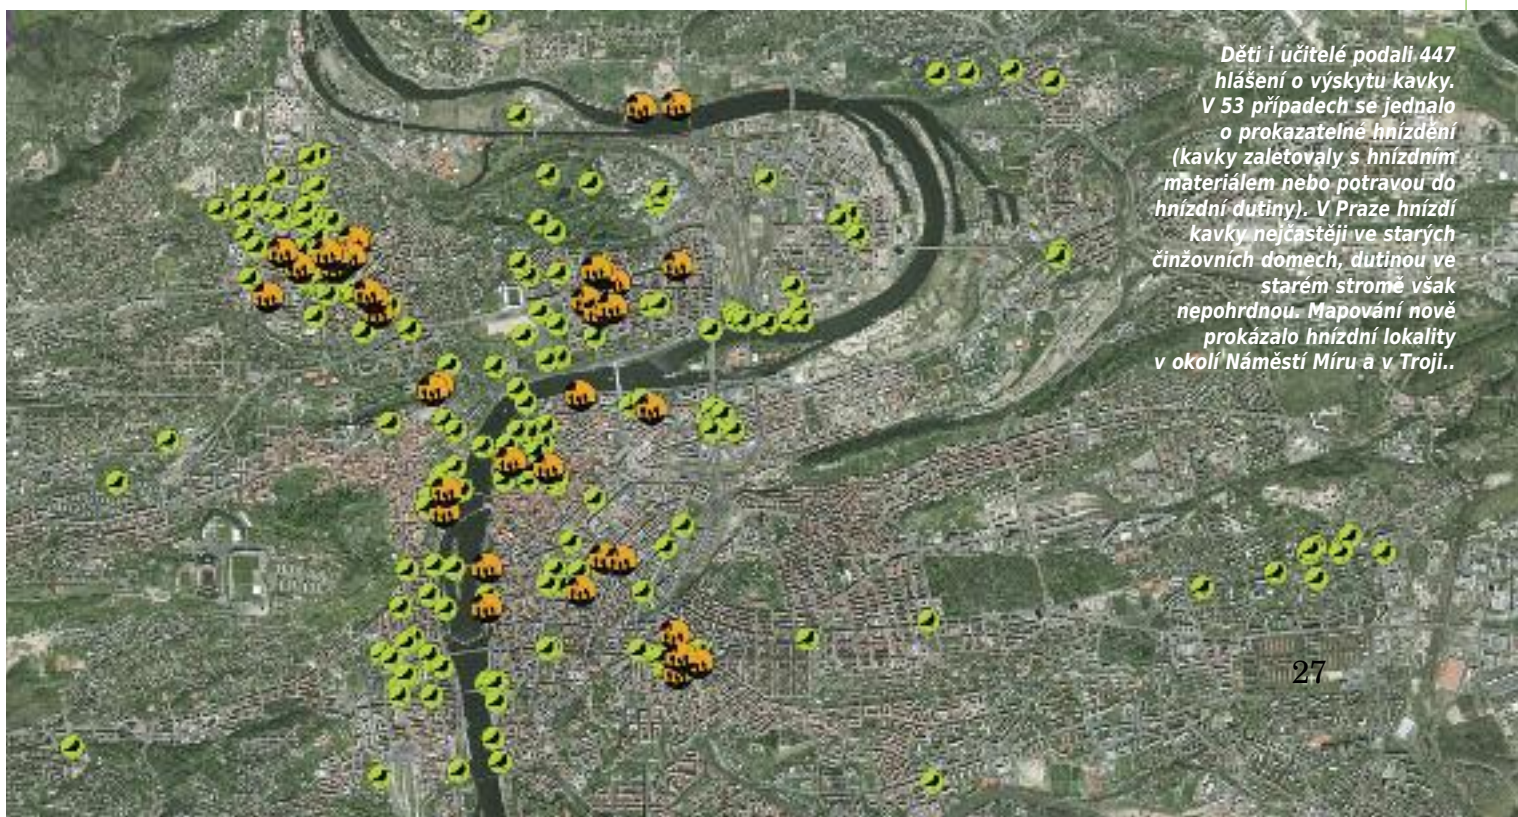 Děti i učitelé podali 447
hlášení o výskytu kavky.
V 53 případech se jednalo
o prokazatelné hnízdění
(kavky zaletovaly s hnízdním
materiálem nebo potravou do
hnízdní dutiny). V Praze hnízdí
kavky nejčastěji ve starých
činžovních domech, dutinou ve
starém stromě však
nepohrdnou. Mapování nově
prokázalo hnízdní lokality
v okolí Náměstí Míru a v Troji..
27